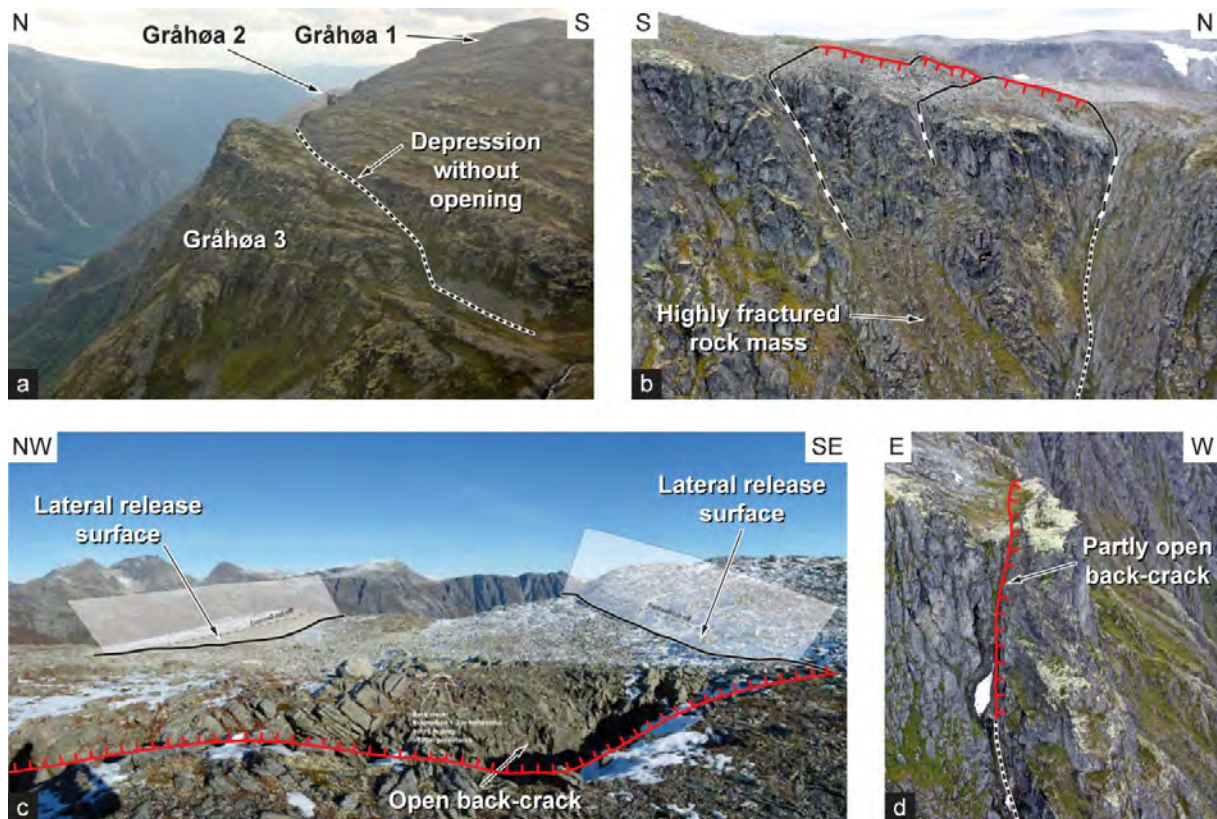 N
S
Gråhøa 2
Gråhøa 1
Depression
without
opening
Gråhøa 3
a
S
N
Highly fractured
rock mass
b
NW
SE
Lateral release
surface
Lateral release
surface
Open back-crack
c
E
W
Partly open
back-crack
d